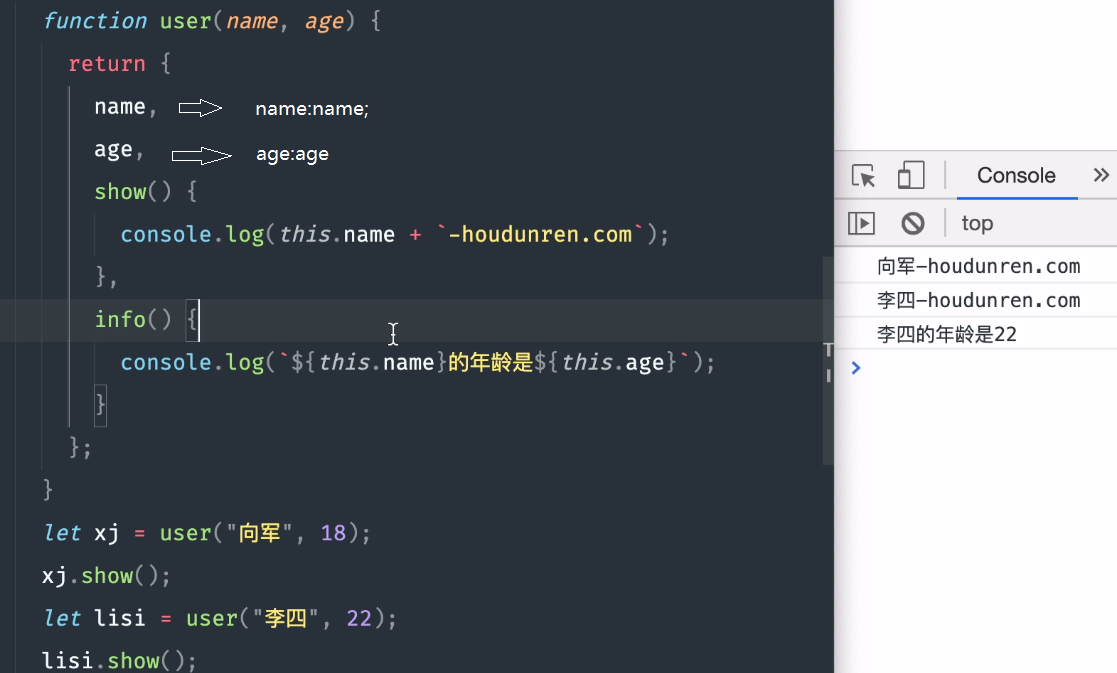 function user(name, age) {
return {
name, name:name;
age, age:age
show() {
console.log(this.name + `-houdunren.com`);
},
info() {
console.log(`${this.name}的年龄是${this.age}`);
}
};
}
let xj = user("向军", 18);
xj.show();
let lisi = user("李四", 22);
lisi.show();
Console
top
向军-houdunren.com
李四-houdunren.com
李四的年龄是22